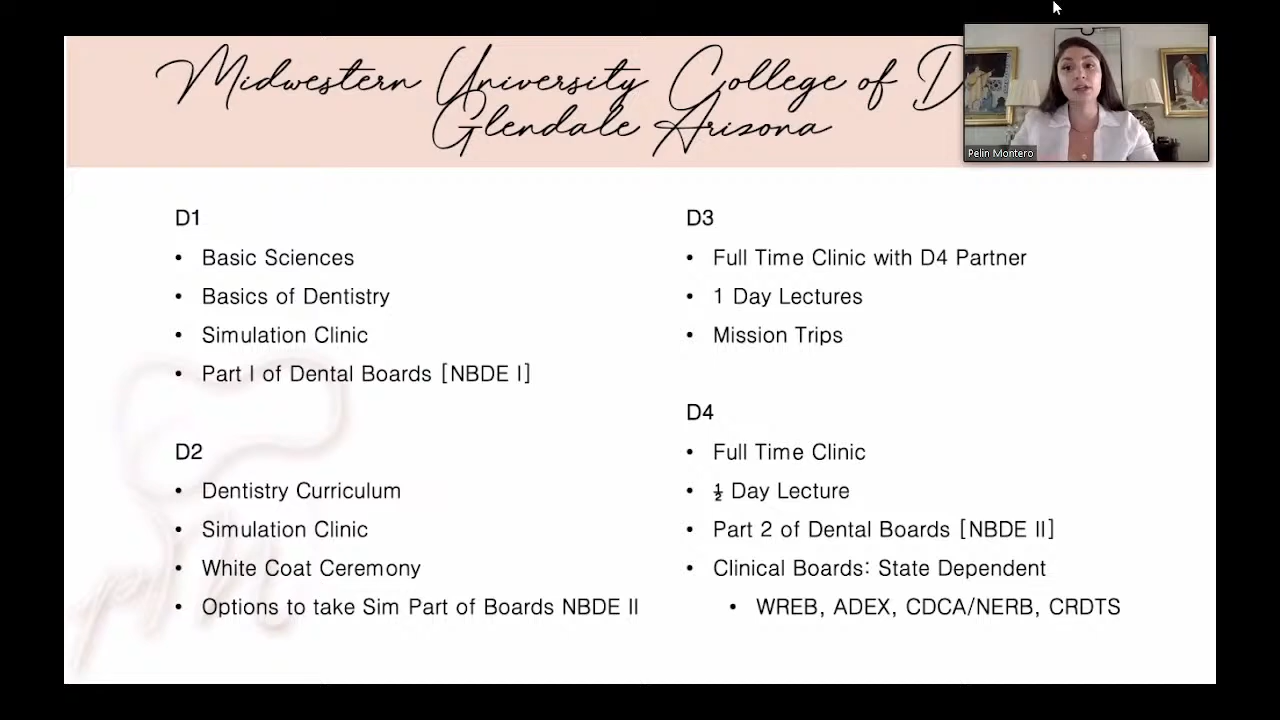 Midwestern University College of D
Glendale Arizona
Pelin Montero
D1
• Basic Sciences
• Basics of Dentistry
• Simulation Clinic
• Part I of Dental Boards [NBDE I]
D2
• Dentistry Curriculum
• Simulation Clinic
• White Coat Ceremony
• Options to take Sim Part of Boards NBDE II
D3
• Full Time Clinic with D4 Partner
• 1 Day Lectures
• Mission Trips
D4
• Full Time Clinic
• ½ Day Lecture
• Part 2 of Dental Boards [NBDE II]
• Clinical Boards: State Dependent
• WREB, ADEX, CDCA/NERB, CRDTS